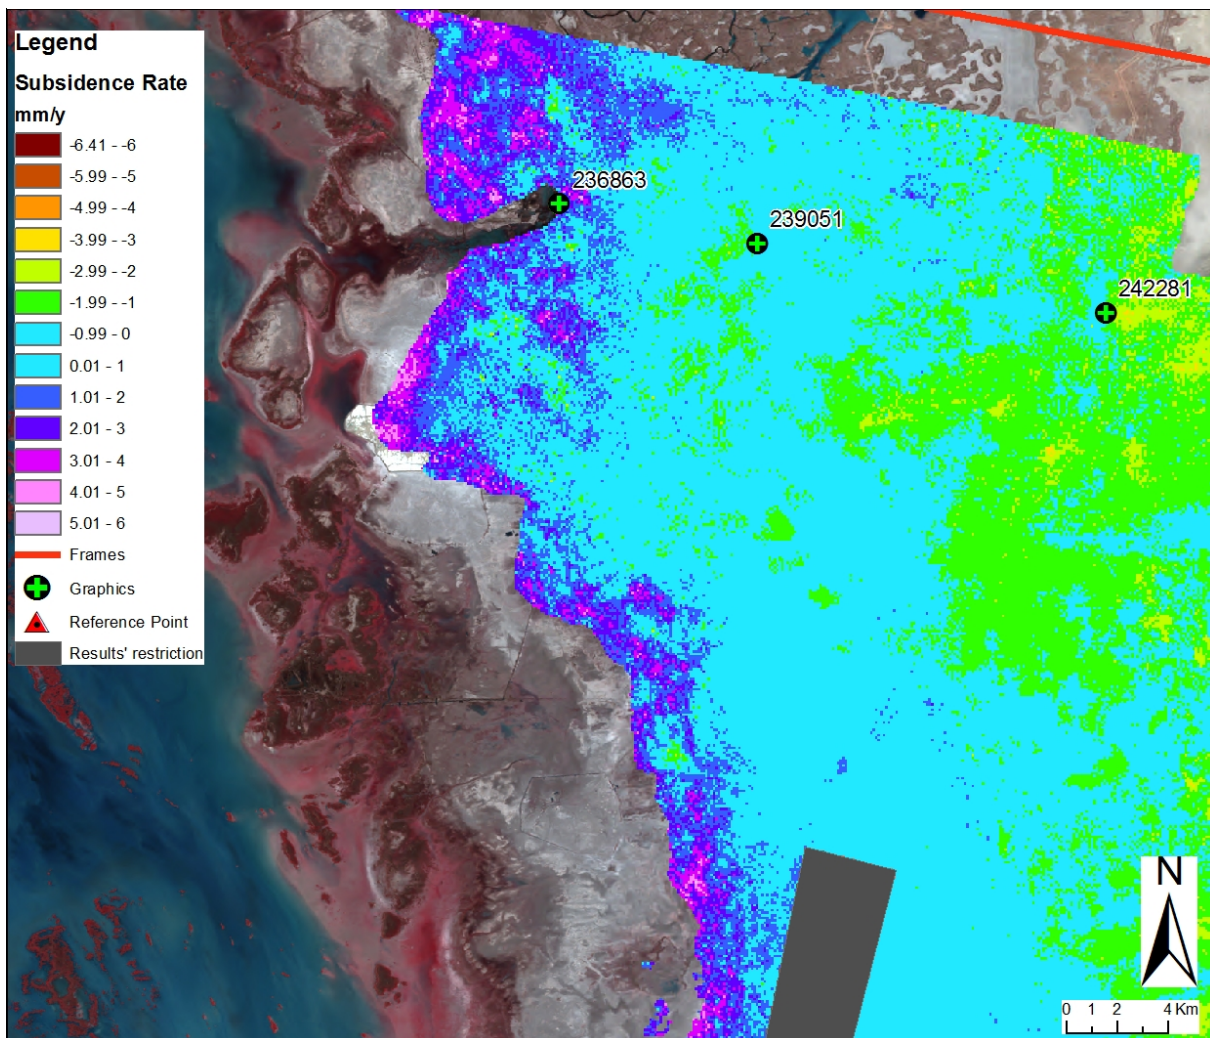 Legend
Subsidence Rate
mm/y
-6.41 - -6
-5.99 - -5
-4.99 - -4
-3.99 - -3
-2.99 - -2
-1.99 - -1
-0.99 - 0
0.01 - 1
1.01 - 2
2.01 - 3
3.01 - 4
4.01 - 5
5.01 - 6
Frames
Graphics
Reference Point
Results' restriction
236863
239051
242281
N
0 1 2 4 Km